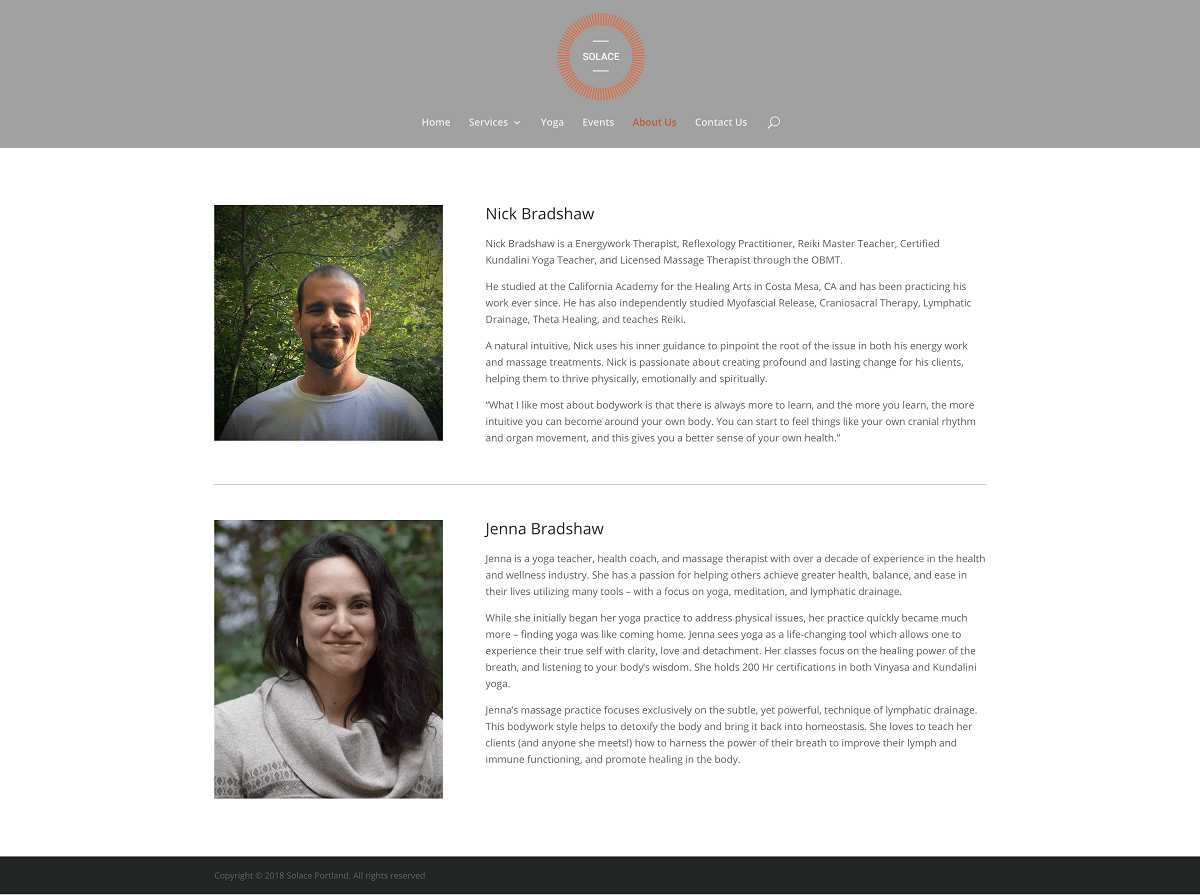 SOLACE
Home Services Yoga Events About Us Contact Us
Nick Bradshaw
Nick Bradshaw is a Energywork Therapist, Reflexology Practitioner, Reiki Master Teacher, Certified
Kundalini Yoga Teacher, and Licensed Massage Therapist through the OBMT.
He studied at the California Academy for the Healing Arts in Costa Mesa, CA and has been practicing his
work ever since. He has also independently studied Myofascial Release, Craniosacral Therapy, Lymphatic
Drainage, Theta Healing, and teaches Reiki.
A natural intuitive, Nick uses his inner guidance to pinpoint the root of the issue in both his energy work
and massage treatments. Nick is passionate about creating profound and lasting change for his clients,
helping them to thrive physically, emotionally and spiritually.
“What I like most about bodywork is that there is always more to learn, and the more you learn, the more
intuitive you can become around your own body. You can start to feel things like your own cranial rhythm
and organ movement, and this gives you a better sense of your own health.”
Jenna Bradshaw
Jenna is a yoga teacher, health coach, and massage therapist with over a decade of experience in the health
and wellness industry. She has a passion for helping others achieve greater health, balance, and ease in
their lives utilizing many tools – with a focus on yoga, meditation, and lymphatic drainage.
While she initially began her yoga practice to address physical issues, her practice quickly became much
more – finding yoga was like coming home. Jenna sees yoga as a life-changing tool which allows one to
experience their true self with clarity, love and detachment. Her classes focus on the healing power of the
breath, and listening to your body’s wisdom. She holds 200 Hr certifications in both Vinyasa and Kundalini
yoga.
Jenna’s massage practice focuses exclusively on the subtle, yet powerful, technique of lymphatic drainage.
This bodywork style helps to detoxify the body and bring it back into homeostasis. She loves to teach her
clients (and anyone she meets!) how to harness the power of their breath to improve their lymph and
immune functioning, and promote healing in the body.
Copyright © 2018 Solace Portland. All rights reserved